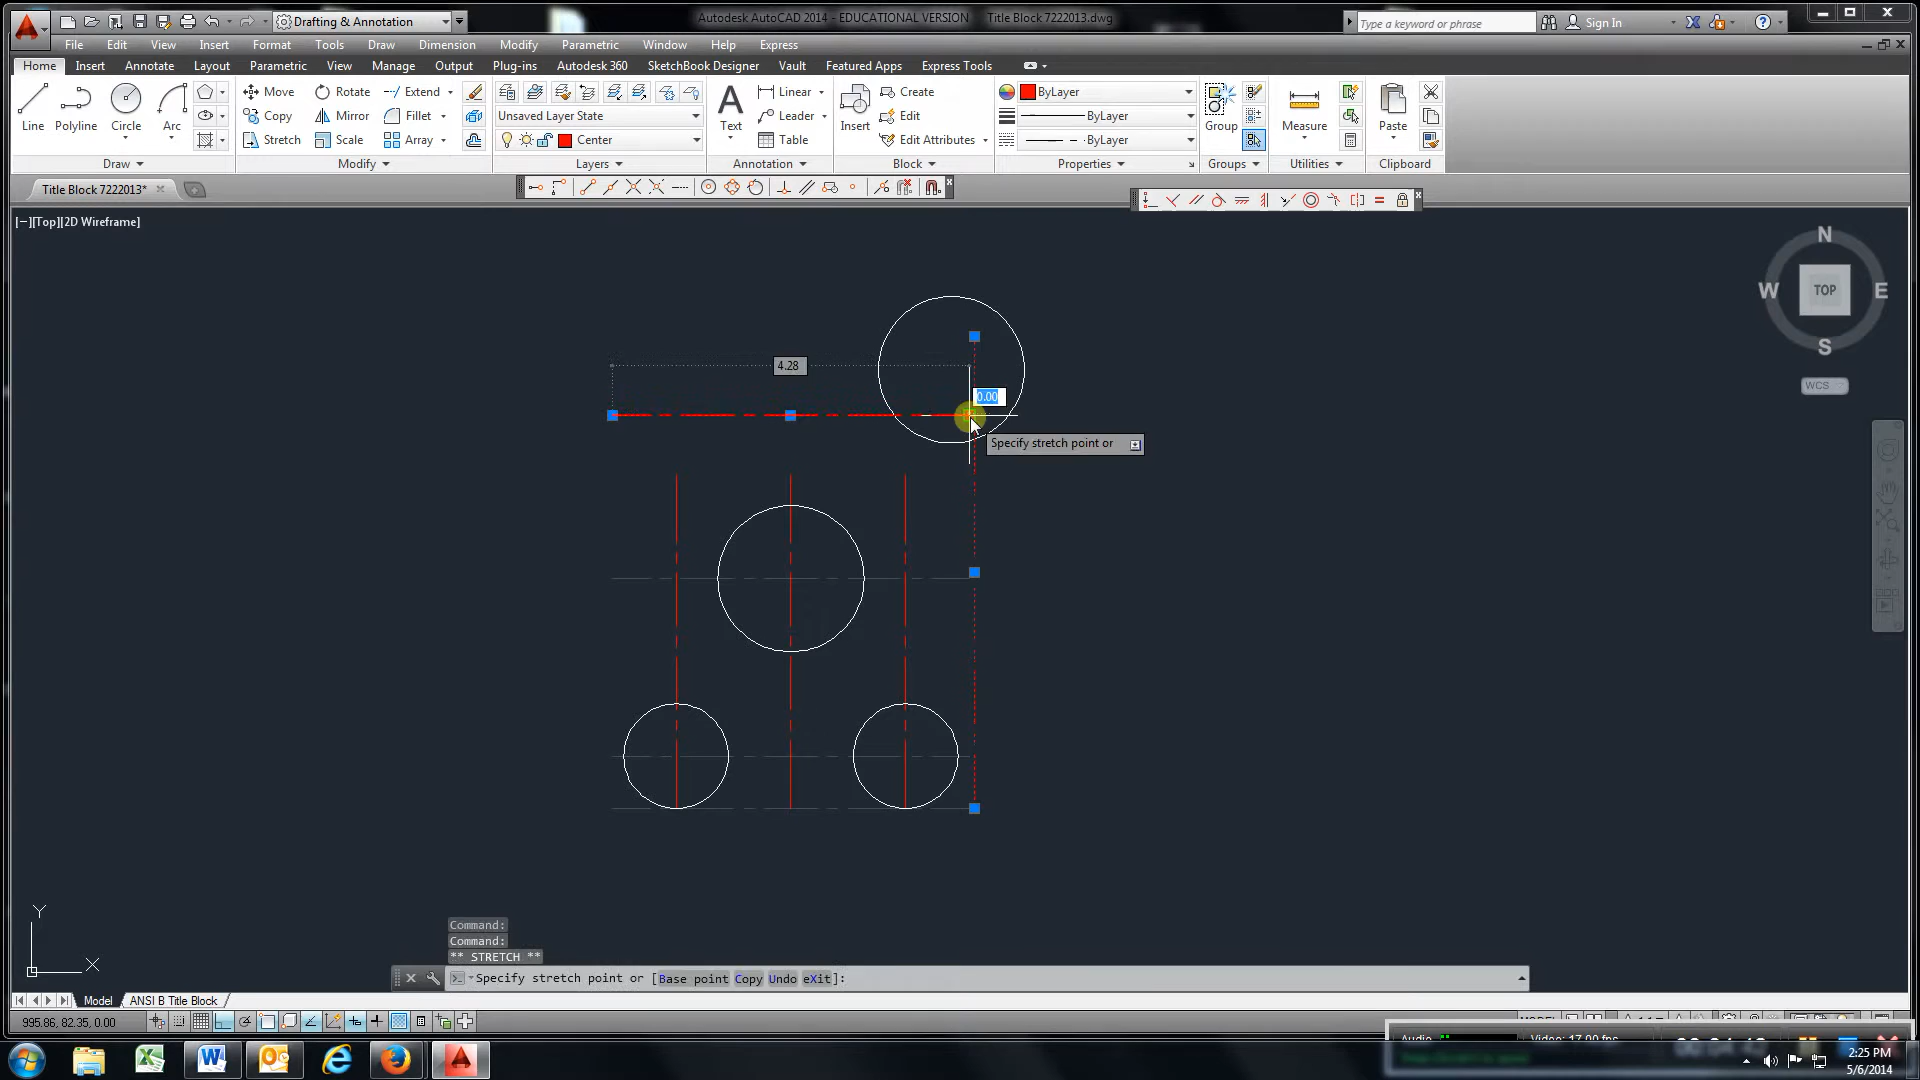 Drafting & Annotation
Autodesk AutoCAD 2014 - EDUCATIONAL VERSION Title Block 7222013.dwg
Type a keyword or phrase
Sign In
File Edit View Insert Format Tools Draw Dimension Modify Parametric Window Help Express
Home Insert Annotate Layout Parametric View Manage Output Plug-ins Autodesk 360 SketchBook Designer Vault Featured Apps Express Tools
Move Rotate Extend
ByLayer
Linear
Create
Copy Mirror Fillet
Unsaved Layer State
Leader
Edit
ByLayer
Line Polyline Circle Arc
Text
Insert
Group
Measure
Paste
Stretch Scale Array
Center
Table
Edit Attributes
ByLayer
Draw Modify Layers Annotation Block Properties Groups Utilities Clipboard
Title Block 7222013*
[−][Top][2D Wireframe]
N
W TOP E
S
WCS
4.28
0.00
Specify stretch point or
Y
X
Command:
Command:
** STRETCH **
Specify stretch point or [Base point Copy Undo eXit]:
Model ANSI B Title Block
995.86, 82.35, 0.00
2:25 PM
5/6/2014